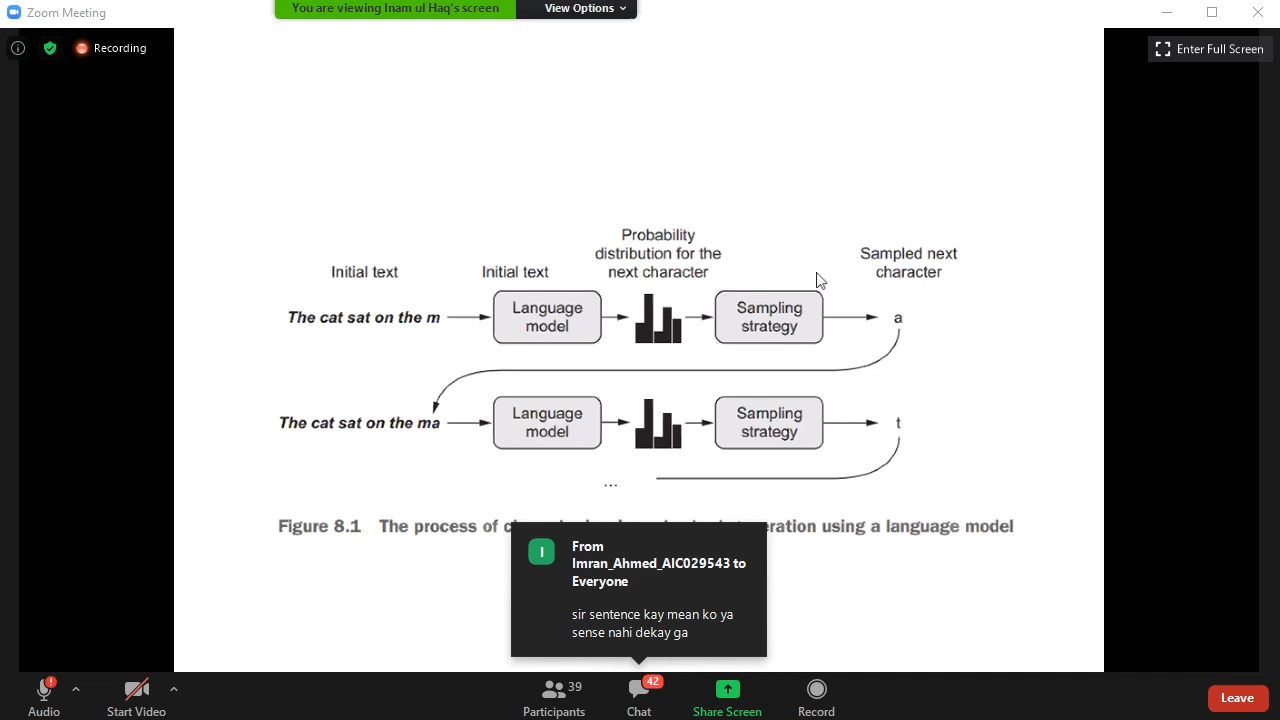 Zoom Meeting
You are viewing Inam ul Haq's screen
View Options
Recording
Enter Full Screen
Probability
distribution for the
next character
Initial text
Initial text
Sampled next
character
The cat sat on the m
Language
model
Sampling
strategy
a
The cat sat on the ma
Language
model
Sampling
strategy
t
...
Figure 8.1 The process of
using a language model
From
Imran_Ahmed_AIC029543 to
Everyone
I
sir sentence kay mean ko ya
sense nahi dekay ga
Audio
Start Video
39
Participants
42
Chat
Share Screen
Record
Leave